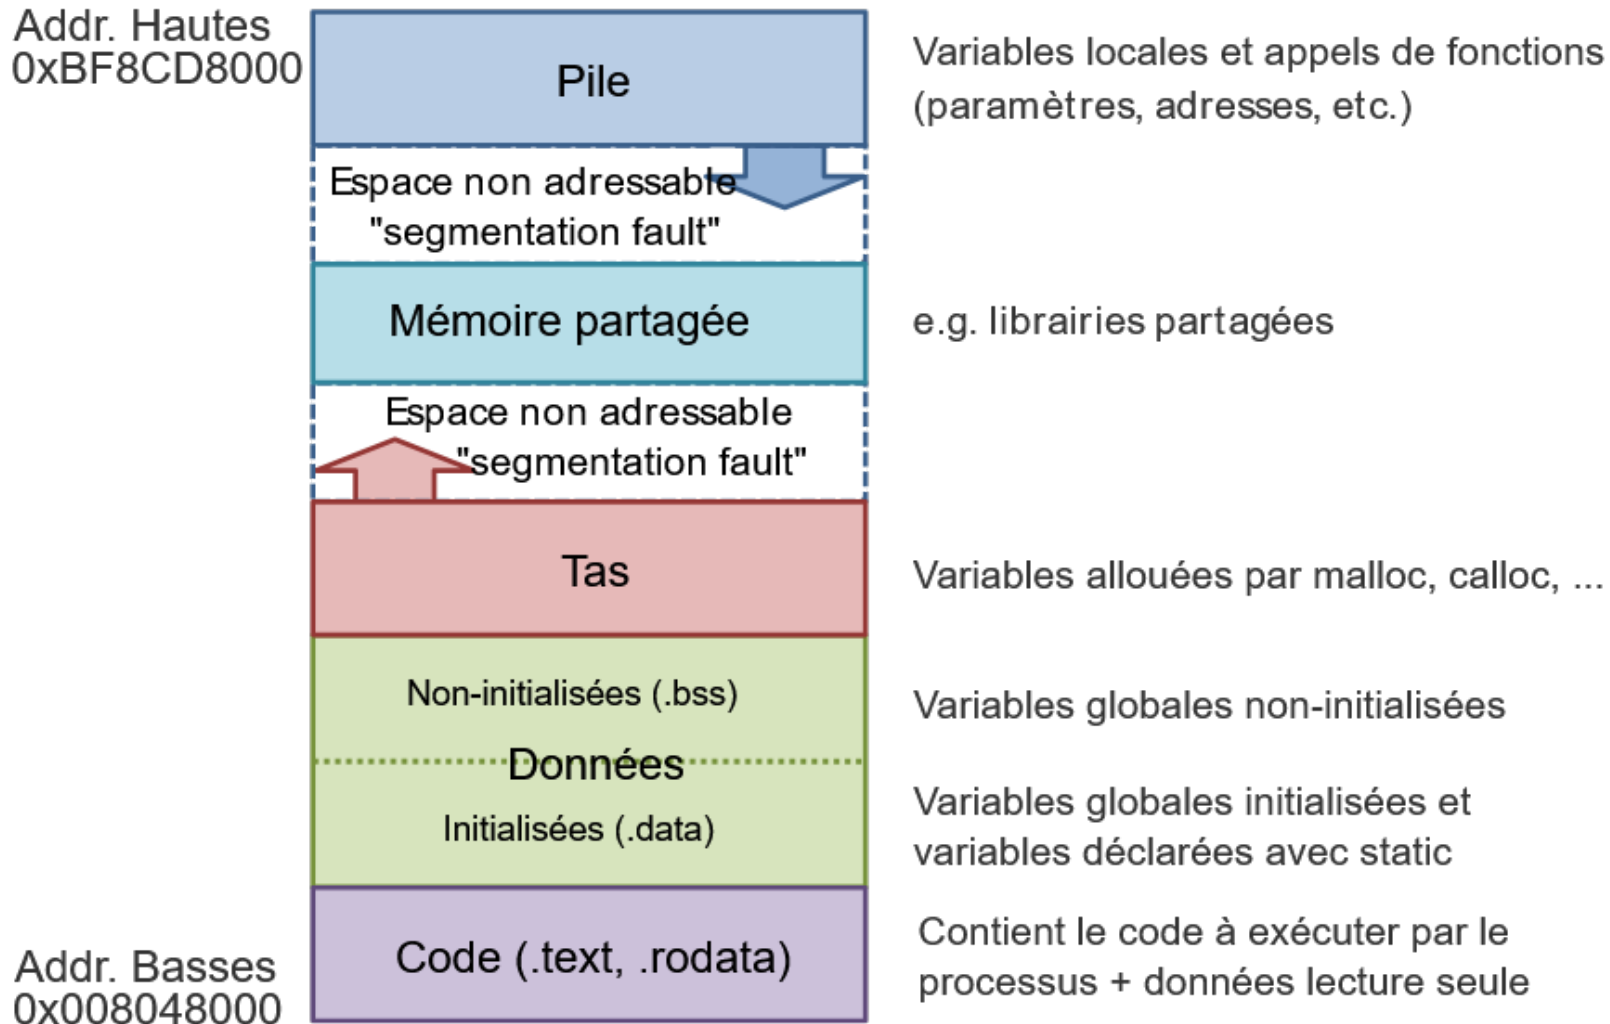 Addr. Hautes
0xBF8CD8000
Pile
Variables locales et appels de fonctions
(paramètres, adresses, etc.)
Espace non adressable
"segmentation fault"
Mémoire partagée
e.g. librairies partagées
Espace non adressable
"segmentation fault"
Tas
Variables allouées par malloc, calloc, ...
Non-initialisées (.bss)
Variables globales non-initialisées
Données
Initialisées (.data)
Variables globales initialisées et
variables déclarées avec static
Code (.text, .rodata)
Contient le code à exécuter par le
processus + données lecture seule
Addr. Basses
0x008048000